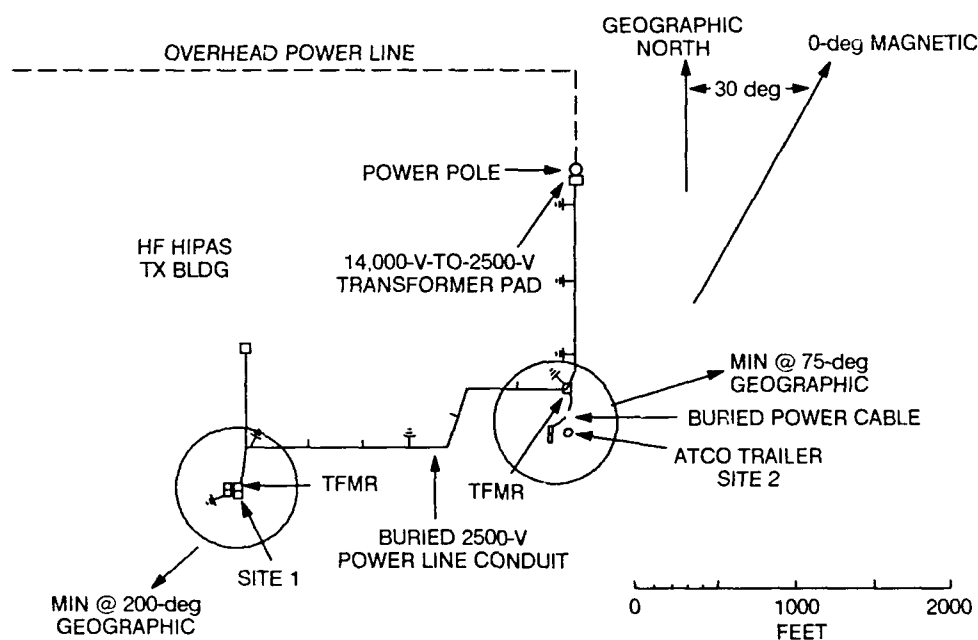 GEOGRAPHIC
NORTH
0-deg MAGNETIC
OVERHEAD POWER LINE
30 deg
POWER POLE
HF HIPAS
TX BLDG
14,000-V-TO-2500-V
TRANSFORMER PAD
MIN @ 75-deg
GEOGRAPHIC
BURIED POWER CABLE
ATCO TRAILER
SITE 2
TFMR
TFMR
BURIED 2500-V
POWER LINE CONDUIT
SITE 1
MIN @ 200-deg
GEOGRAPHIC
0
1000
2000
FEET